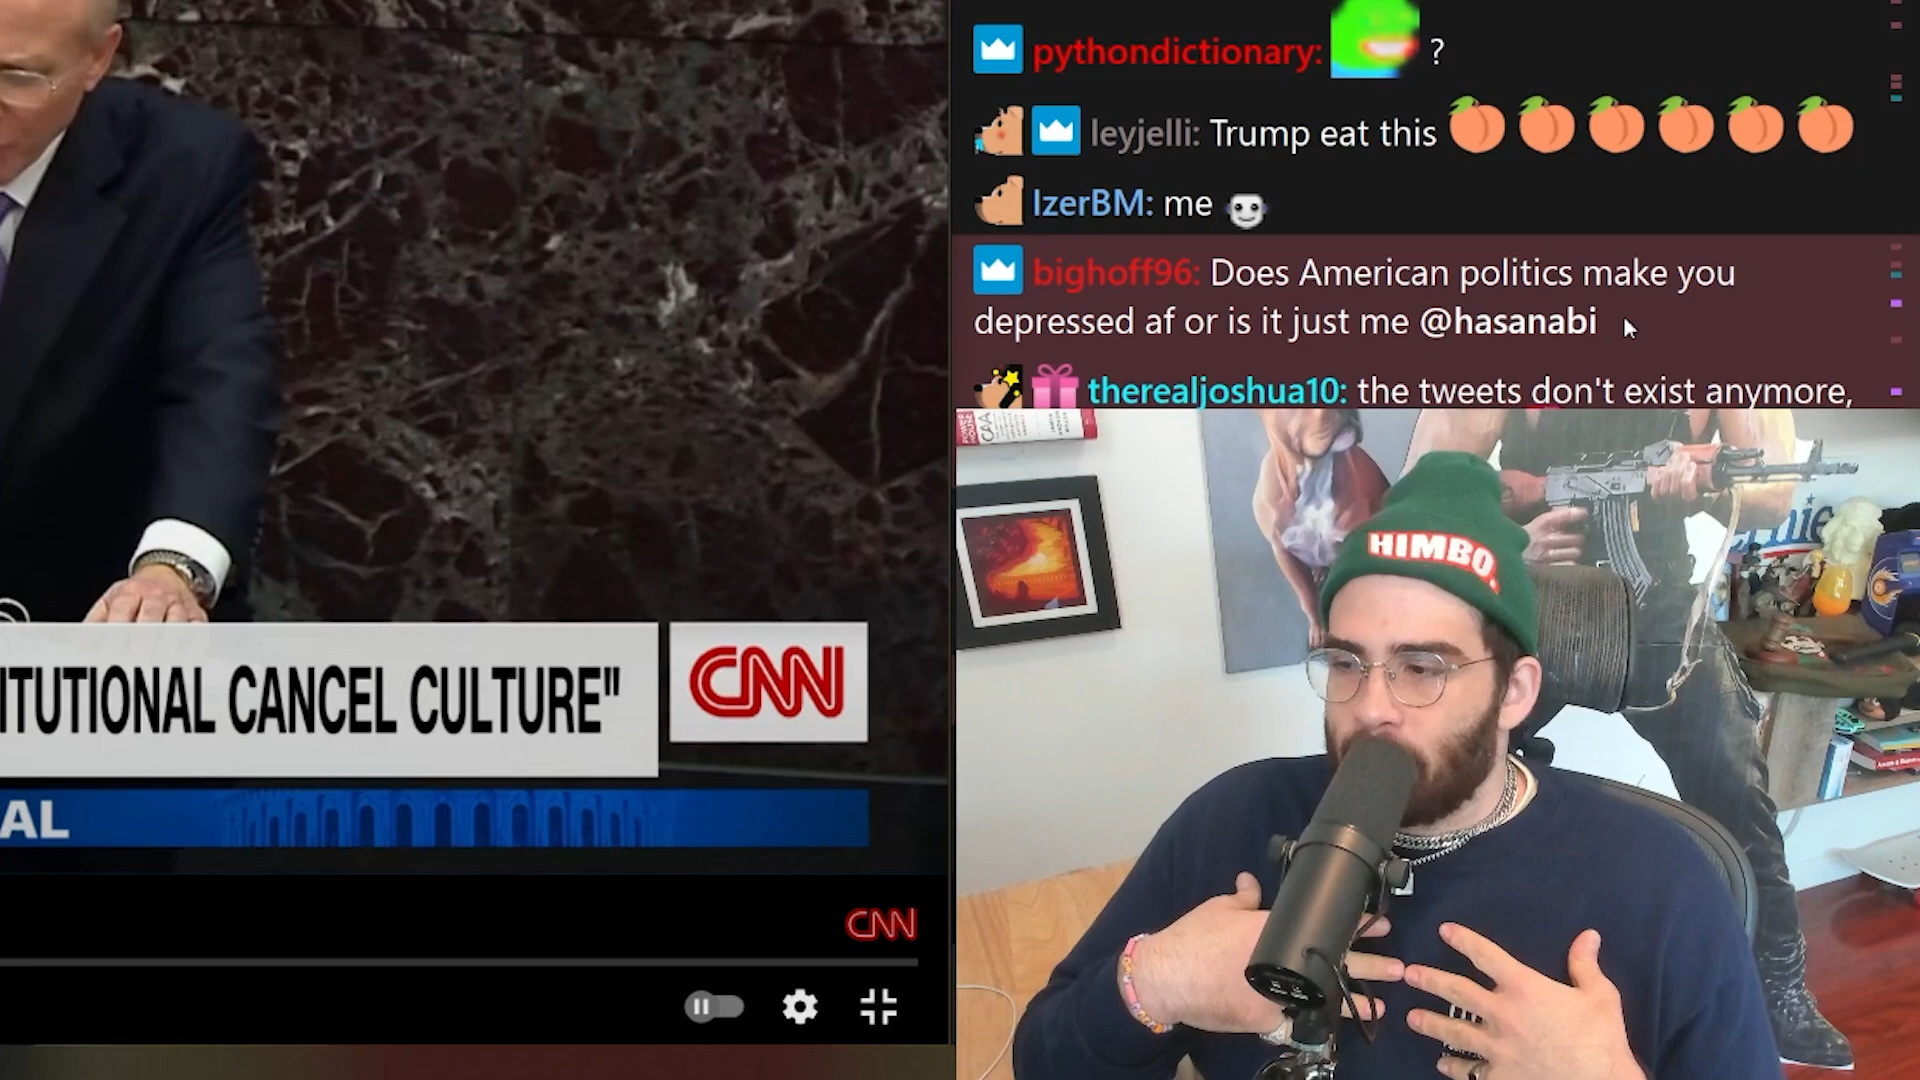 pythondictionary: ?
leyjelli: Trump eat this
IzerBM: me
bighoff96: Does American politics make you
depressed af or is it just me @hasanabi
therealjoshua10: the tweets don't exist anymore,
CAA
HIMBO.
ITUTIONAL CANCEL CULTURE"
CNN
AL
CNN